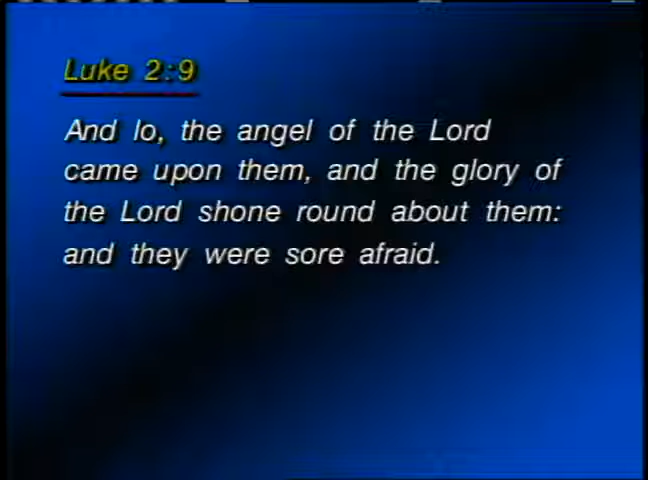 Luke 2:9
And lo, the angel of the Lord
came upon them, and the glory of
the Lord shone round about them:
and they were sore afraid.